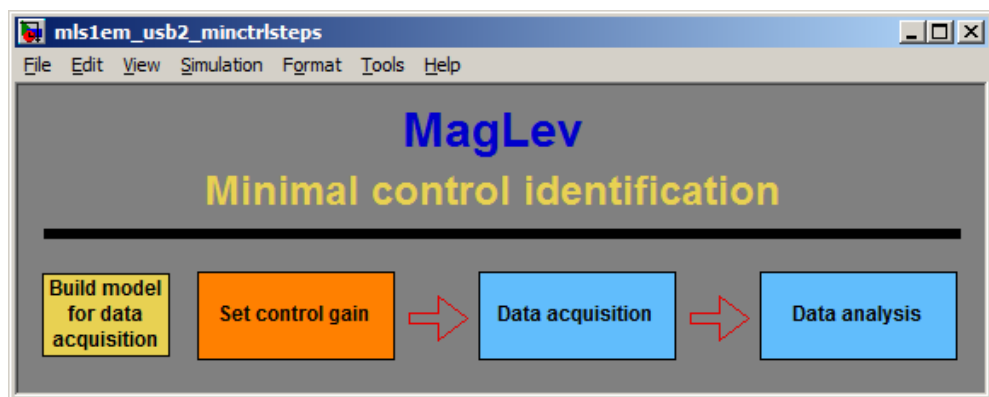 mls1em_usb2_minctrlsteps
File Edit View Simulation Format Tools Help
MagLev
Minimal control identification
Build model
for data
acquisition
Set control gain
Data acquisition
Data analysis